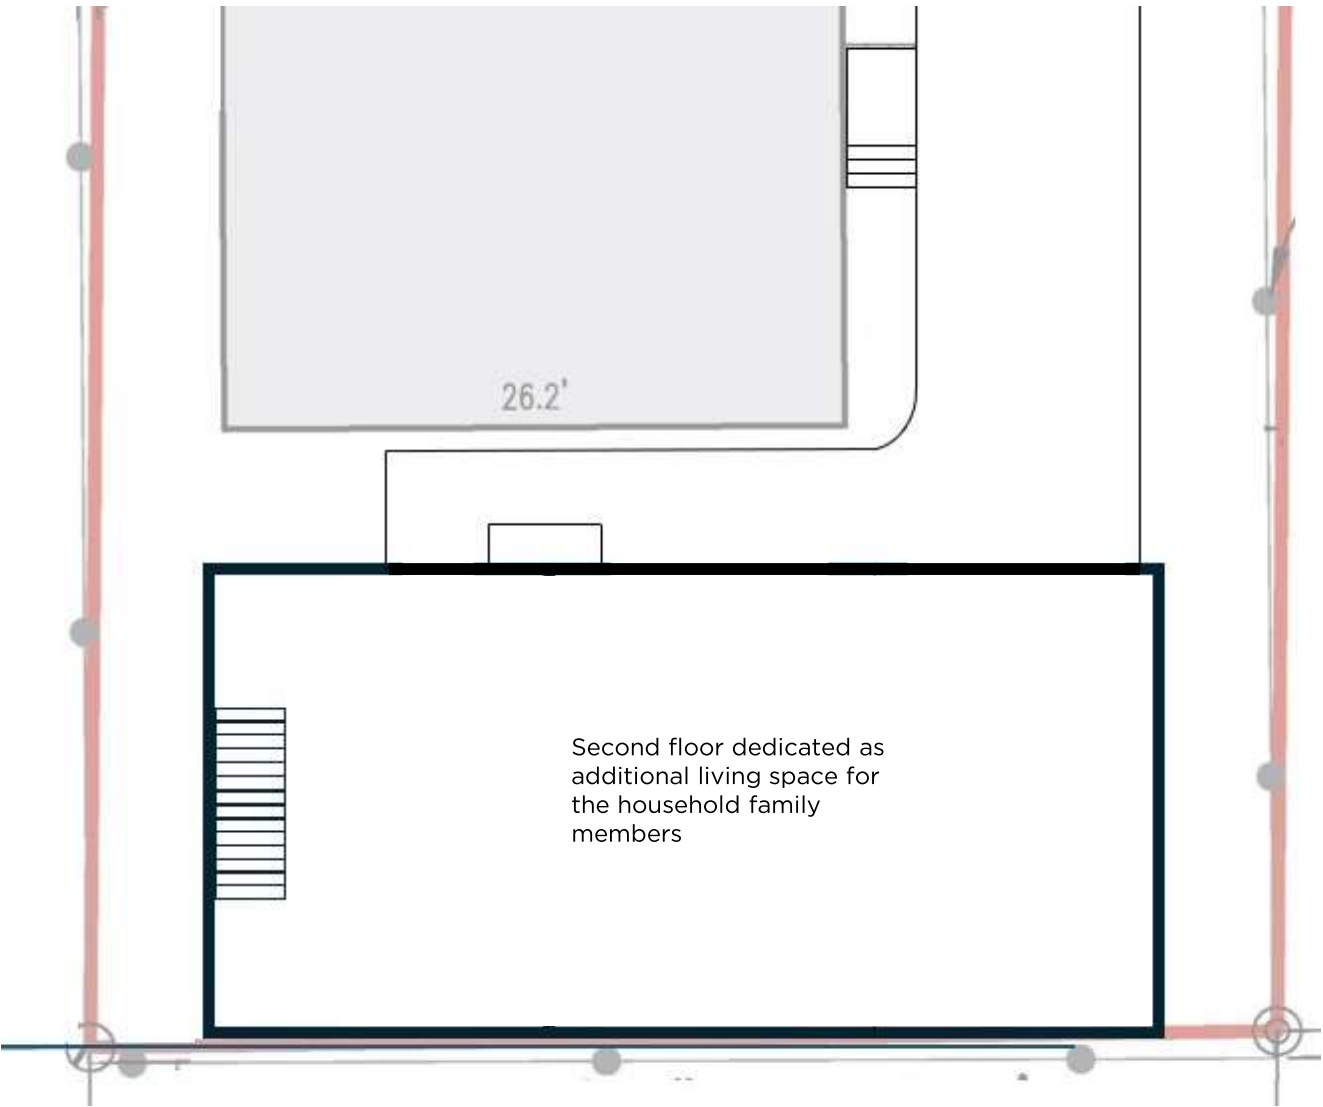 26.2'
Second floor dedicated as
additional living space for
the household family
members